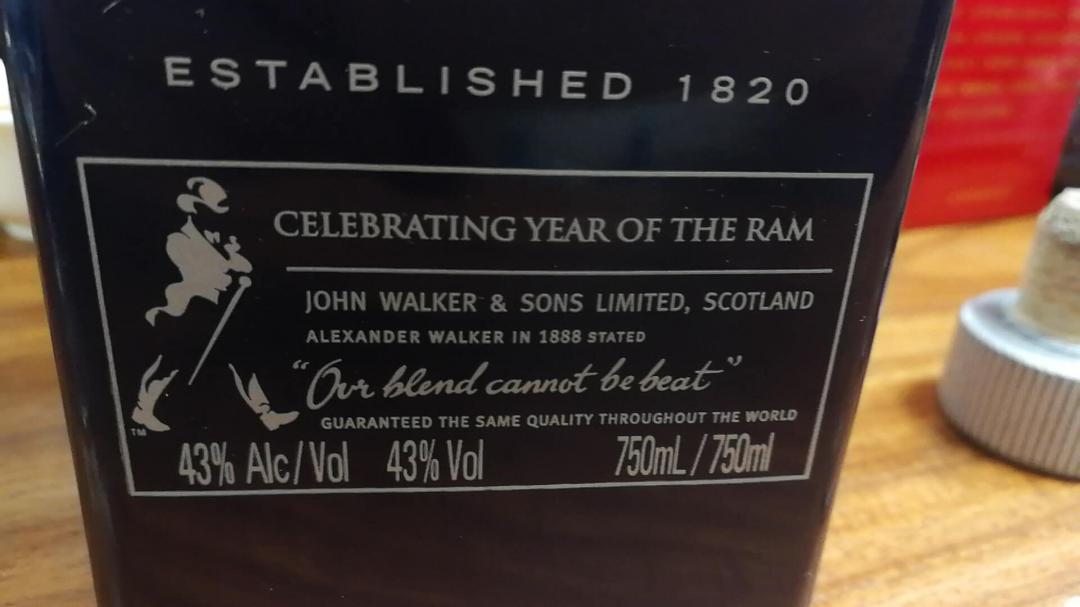 ESTABLISHED 1820
CELEBRATING YEAR OF THE RAM
JOHN WALKER & SONS LIMITED, SCOTLAND
ALEXANDER WALKER IN 1888 STATED
"Our blend cannot be beat"
GUARANTEED THE SAME QUALITY THROUGHOUT THE WORLD
TM
43% Alc/Vol 43% Vol 750mL/750ml